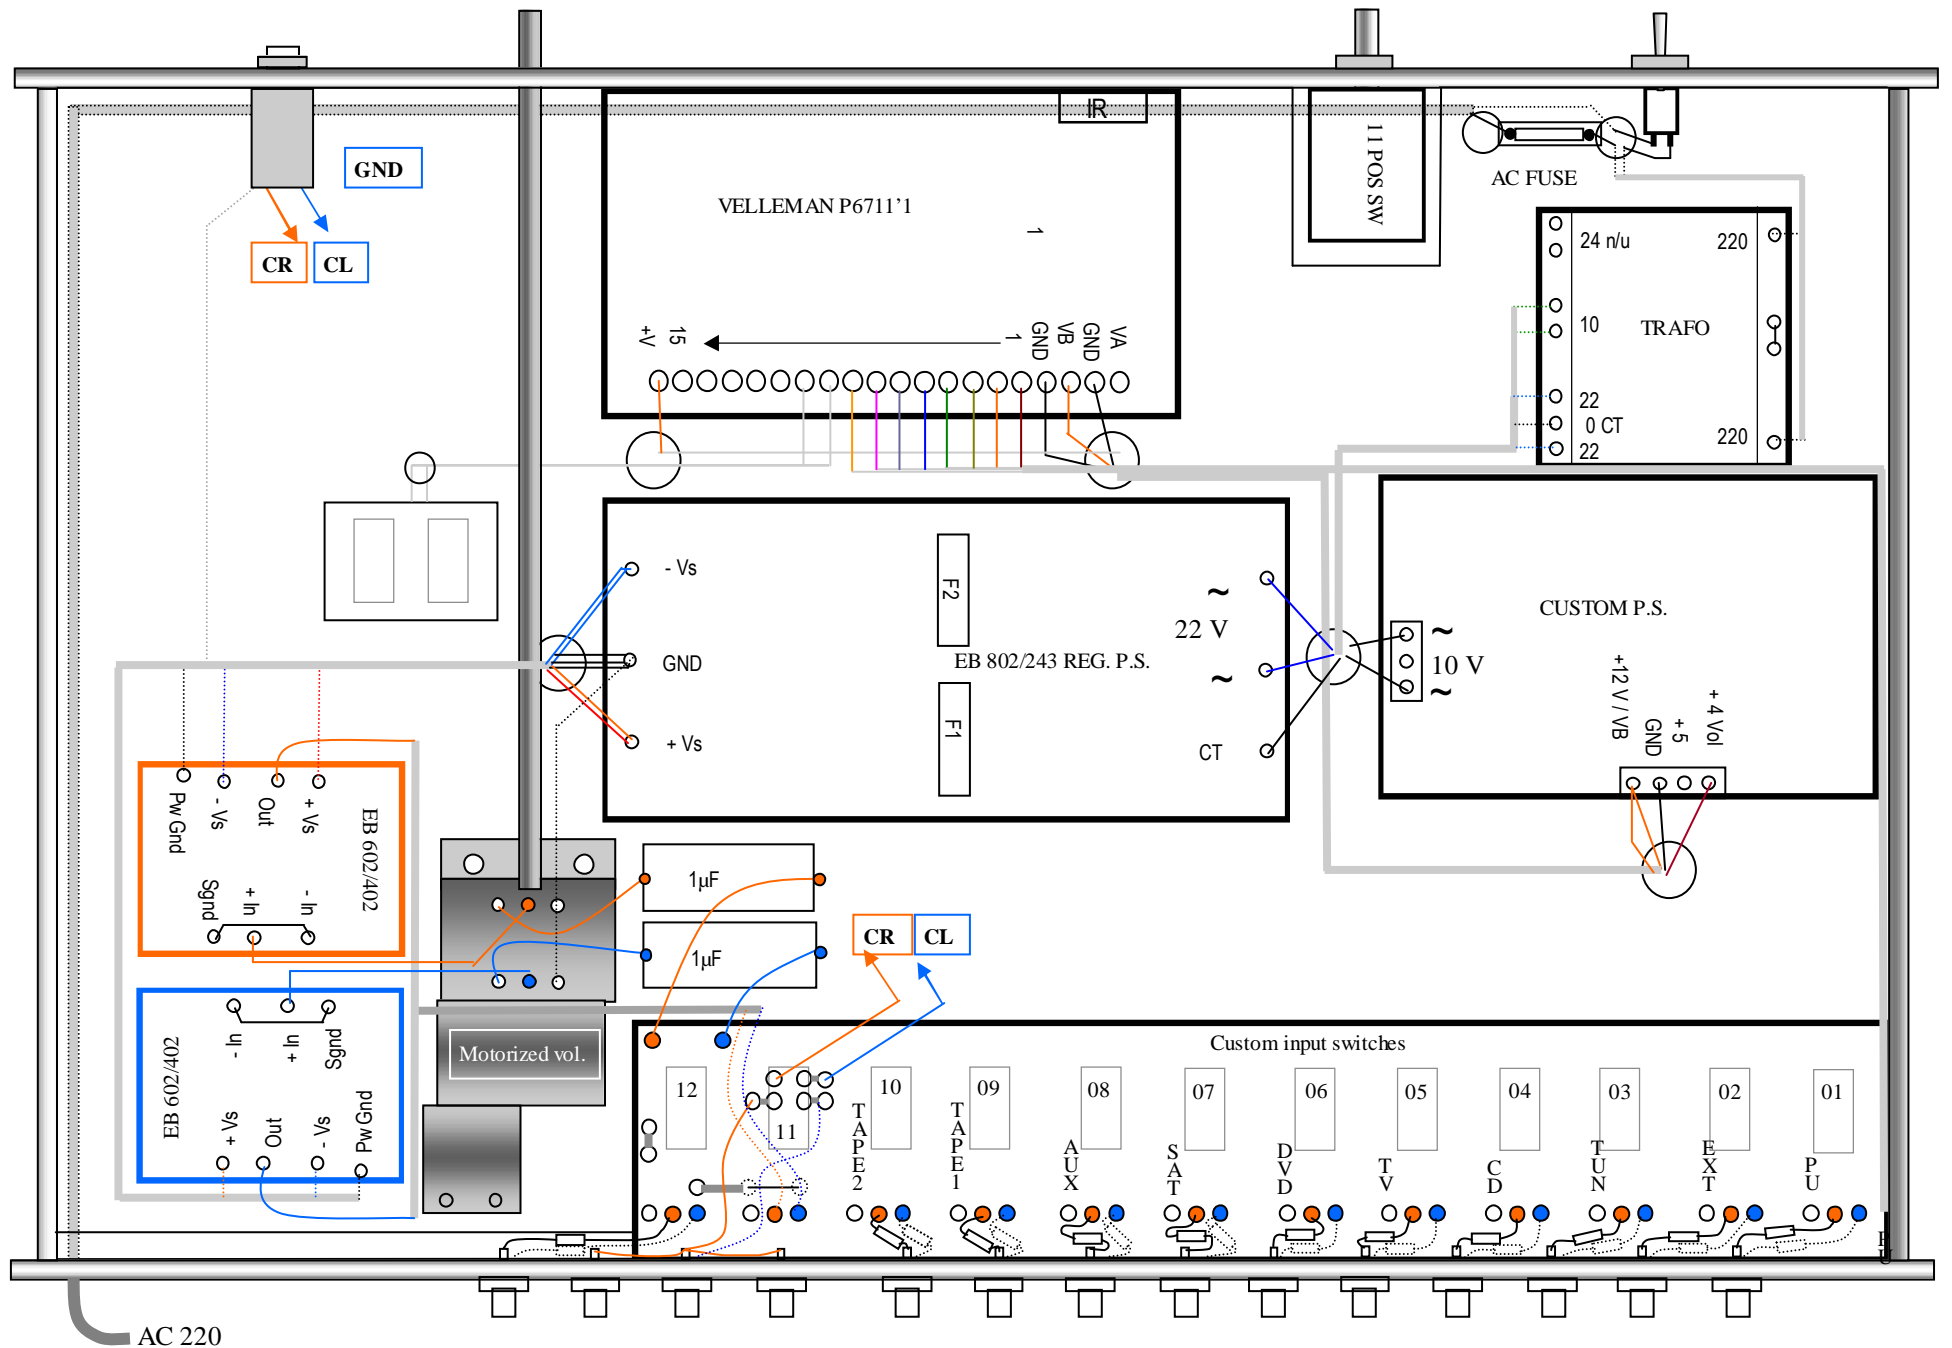 IR
11 POS SW
GND
AC FUSE
VELLEMAN P6711'1
1
CR
CL
24 n/u
220
10
TRAFO
22
0 CT
22
220
+V
15
1
GND
VB
GND
VA
- Vs
F2
~
22 V
GND
EB 802/243 REG. P.S.
~
F1
+ Vs
CT
CUSTOM P.S.
~
10 V
~
+12 V / VB
GND
+ 5
+ 4 Vol
Pw Gnd
- Vs
Out
+ Vs
EB 602/402
Sgnd
+ In
- In
1µF
1µF
CR
CL
- In
+ In
Sgnd
EB 602/402
+ Vs
Out
- Vs
Pw Gnd
Motorized vol.
Custom input switches
12
11
10
09
08
07
06
05
04
03
02
01
TAPE2
TAPE1
AUX
SAT
DVD
TV
CD
TUN
EXT
PU
PU
AC 220